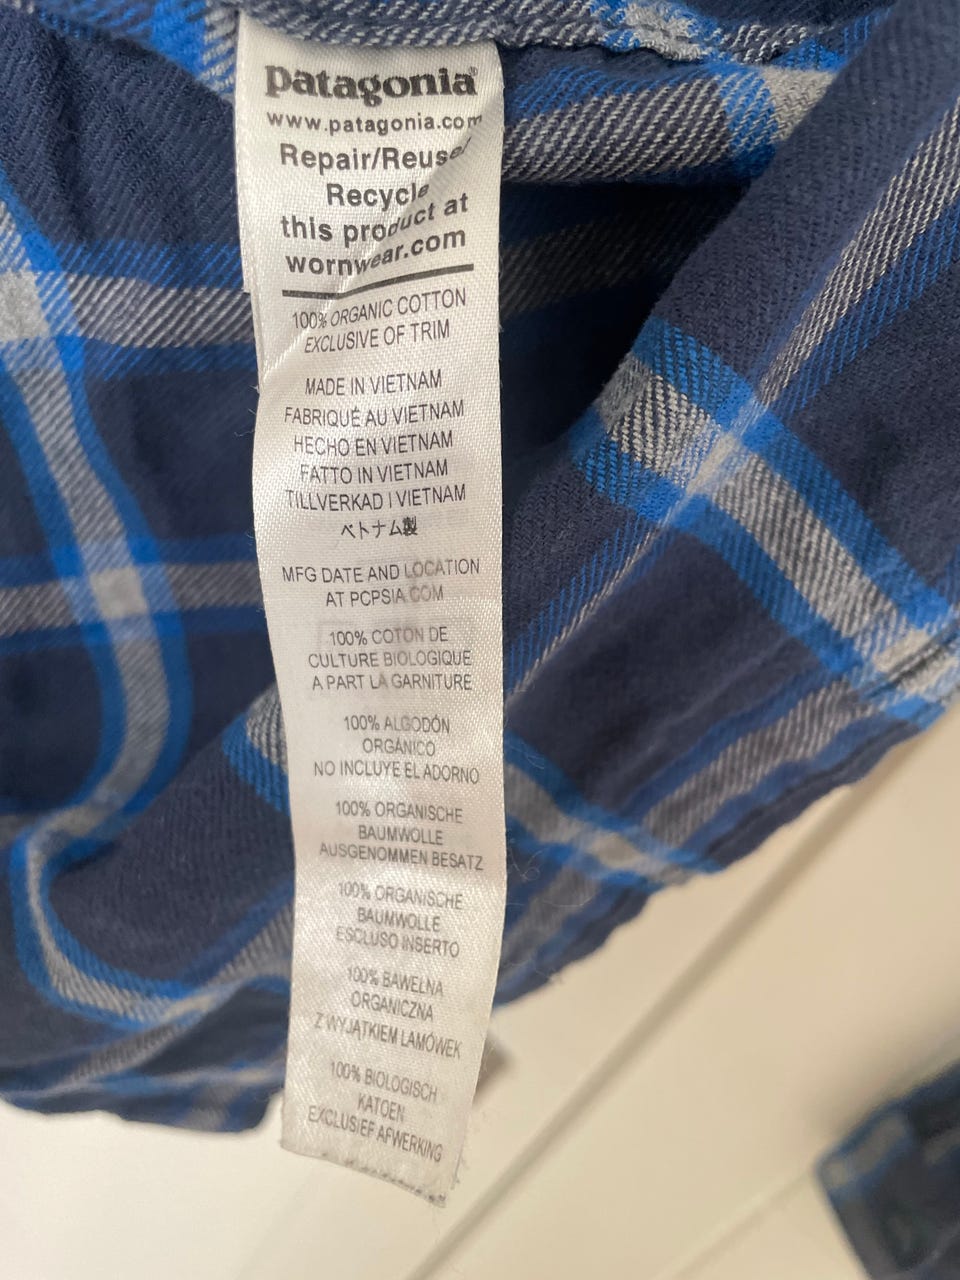 patagonia®
www.patagonia.com
Repair/Reuse/
Recycle
this product at
wornwear.com
100% ORGANIC COTTON
EXCLUSIVE OF TRIM
MADE IN VIETNAM
FABRIQUÉ AU VIETNAM
HECHO EN VIETNAM
FATTO IN VIETNAM
TILLVERKAD I VIETNAM
ベトナム製
MFG DATE AND LOCATION
AT PCPSIA.COM
100% COTON DE
CULTURE BIOLOGIQUE
A PART LA GARNITURE
100% ALGODÓN
ORGÁNICO
NO INCLUYE EL ADORNO
100% ORGANISCHE
BAUMWOLLE
AUSGENOMMEN BESATZ
100% ORGANISCHE
BAUMWOLLE
ESCLUSO INSERTO
100% BAWEŁNA
ORGANICZNA
Z WYJĄTKIEM LAMÓWEK
100% BIOLOGISCH
KATOEN
EXCLUSIEF AFWERKING